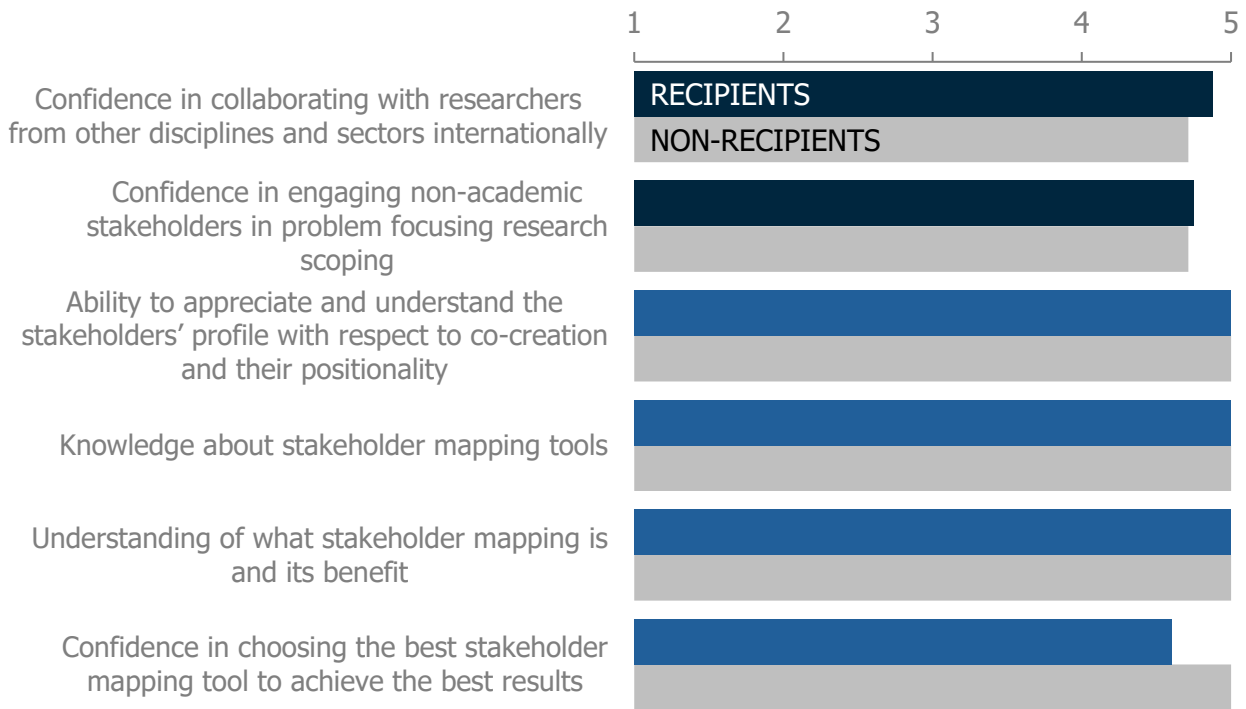 1 2 3 4 5
Confidence in collaborating with researchers
from other disciplines and sectors internationally
RECIPIENTS
NON-RECIPIENTS
Confidence in engaging non-academic
stakeholders in problem focusing research
scoping
Ability to appreciate and understand the
stakeholders’ profile with respect to co-creation
and their positionality
Knowledge about stakeholder mapping tools
Understanding of what stakeholder mapping is
and its benefit
Confidence in choosing the best stakeholder
mapping tool to achieve the best results